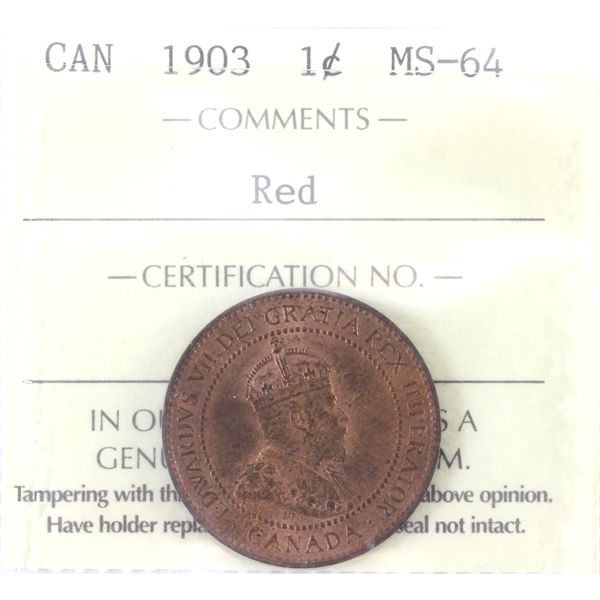 CAN 1903 1¢ MS-64
— COMMENTS —
Red
— CERTIFICATION NO. —
IN A
GENU M.
Tampering with above opinion.
Have holder not intact.
EDWARDVS VII DEI GRATIA REX IMPERATOR
CANADA